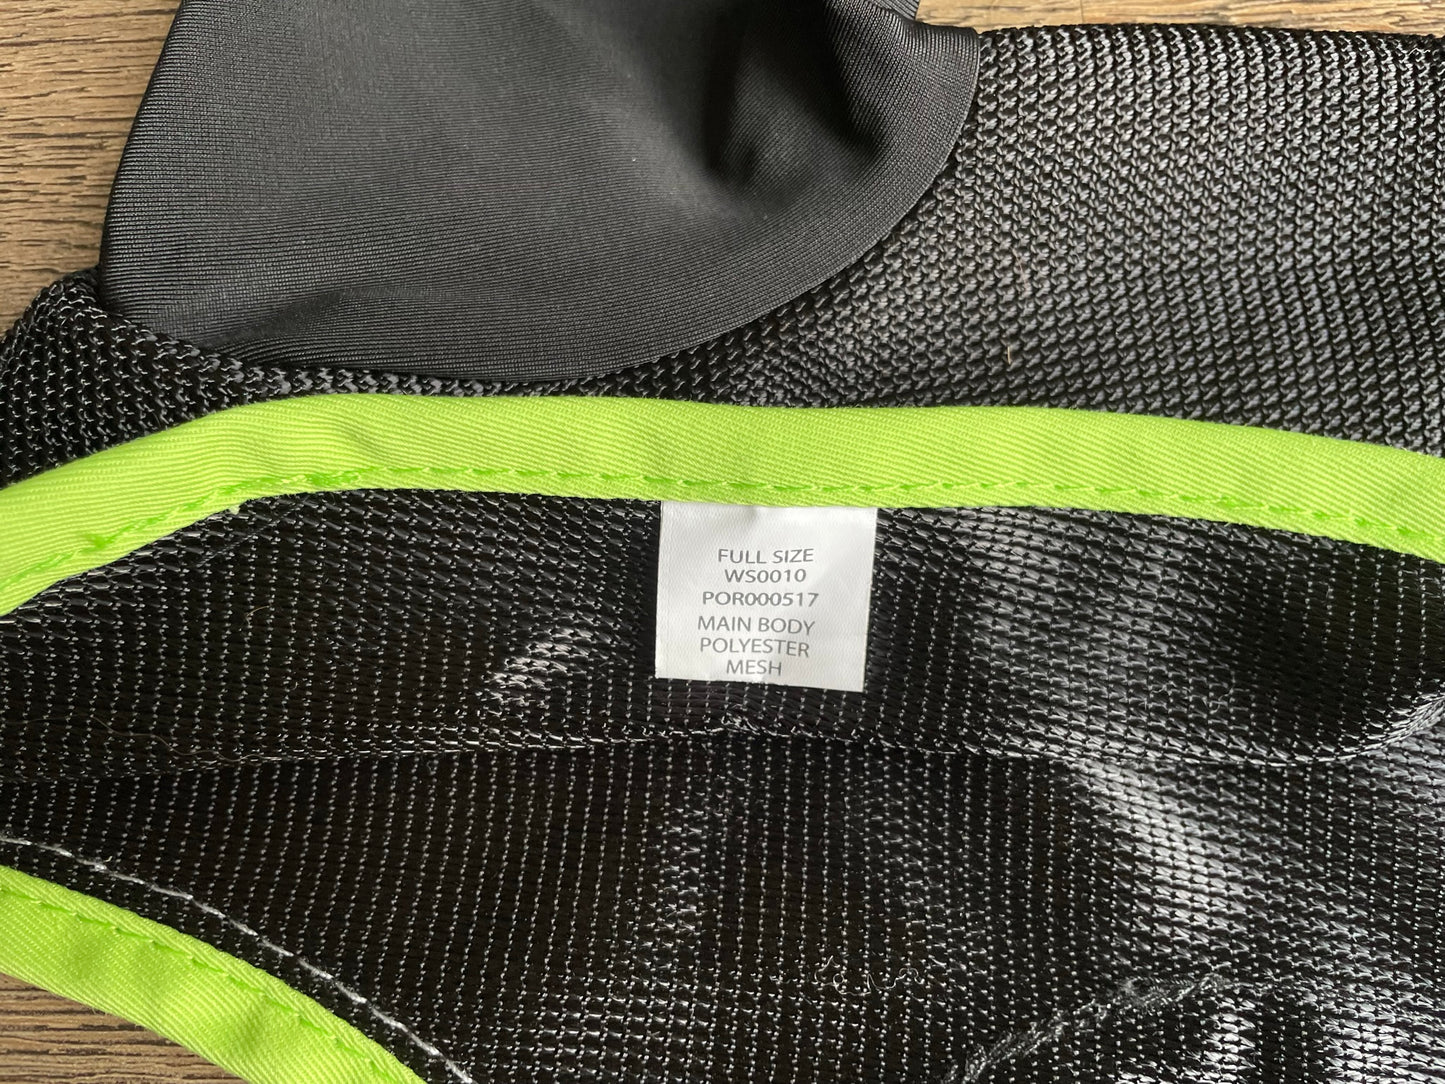 FULL SIZE
WS0010
POR000517
MAIN BODY
POLYESTER
MESH